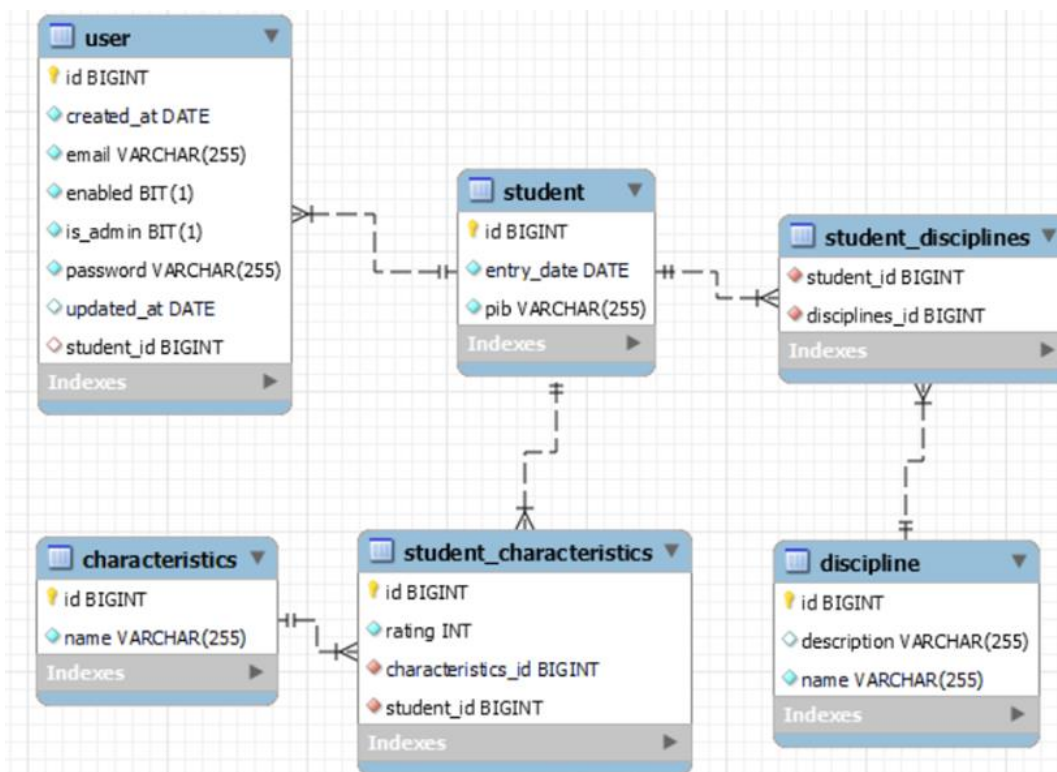 user
id BIGINT
created_at DATE
email VARCHAR(255)
enabled BIT(1)
is_admin BIT(1)
password VARCHAR(255)
updated_at DATE
student_id BIGINT
Indexes
student
id BIGINT
entry_date DATE
pib VARCHAR(255)
Indexes
student_disciplines
student_id BIGINT
disciplines_id BIGINT
Indexes
characteristics
id BIGINT
name VARCHAR(255)
Indexes
student_characteristics
id BIGINT
rating INT
characteristics_id BIGINT
student_id BIGINT
Indexes
discipline
id BIGINT
description VARCHAR(255)
name VARCHAR(255)
Indexes